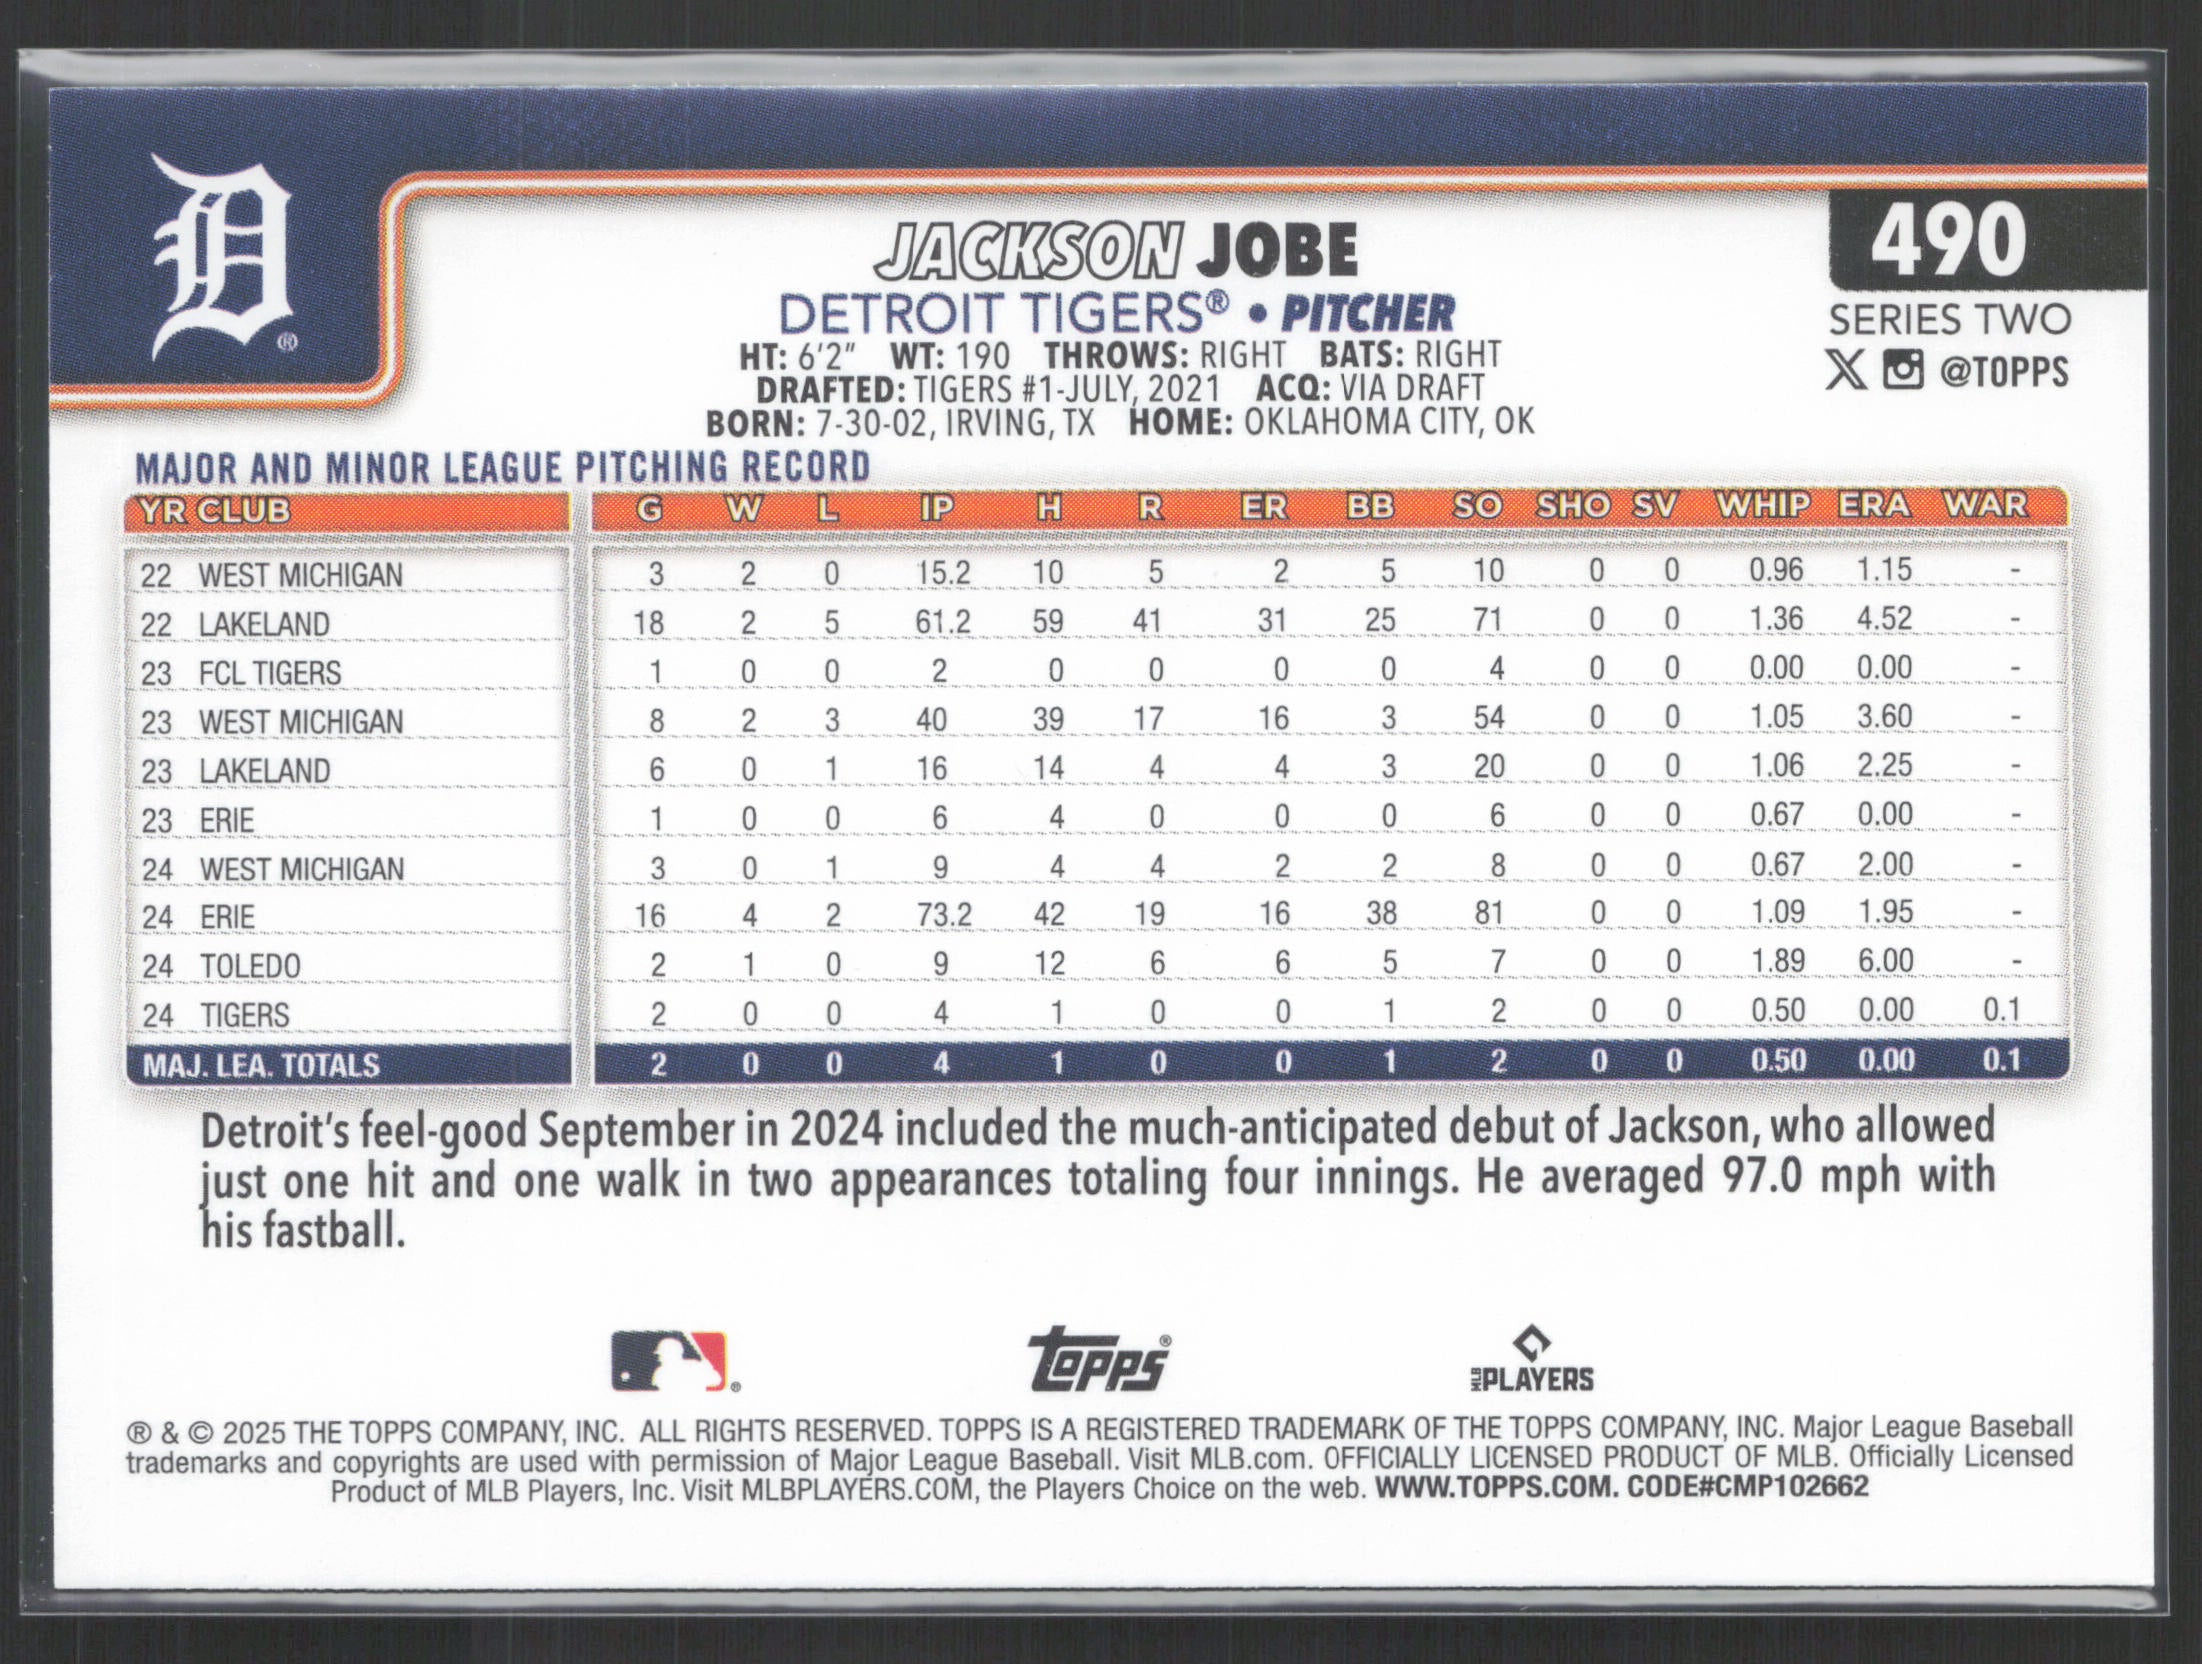 JACKSON JOBE
490
DETROIT TIGERS® • PITCHER
SERIES TWO
HT: 6'2" WT: 190 THROWS: RIGHT BATS: RIGHT
@TOPPS
DRAFTED: TIGERS #1-JULY, 2021 ACQ: VIA DRAFT
BORN: 7-30-02, IRVING, TX HOME: OKLAHOMA CITY, OK
MAJOR AND MINOR LEAGUE PITCHING RECORD
YR CLUB G W L IP H R ER BB SO SHO SV WHIP ERA WAR
22 WEST MICHIGAN 3 2 0 15.2 10 5 2 5 10 0 0 0.96 1.15 -
22 LAKELAND 18 2 5 61.2 59 41 31 25 71 0 0 1.36 4.52 -
23 FCL TIGERS 1 0 0 2 0 0 0 0 4 0 0 0.00 0.00 -
23 WEST MICHIGAN 8 2 3 40 39 17 16 3 54 0 0 1.05 3.60 -
23 LAKELAND 6 0 1 16 14 4 4 3 20 0 0 1.06 2.25 -
23 ERIE 1 0 0 6 4 0 0 0 6 0 0 0.67 0.00 -
24 WEST MICHIGAN 3 0 1 9 4 4 2 2 8 0 0 0.67 2.00 -
24 ERIE 16 4 2 73.2 42 19 16 38 81 0 0 1.09 1.95 -
24 TOLEDO 2 1 0 9 12 6 6 5 7 0 0 1.89 6.00 -
24 TIGERS 2 0 0 4 1 0 0 1 2 0 0 0.50 0.00 0.1
MAJ. LEA. TOTALS 2 0 0 4 1 0 0 1 2 0 0 0.50 0.00 0.1
Detroit's feel-good September in 2024 included the much-anticipated debut of Jackson, who allowed
just one hit and one walk in two appearances totaling four innings. He averaged 97.0 mph with
his fastball.
TOPPS®
MLB PLAYERS
® & © 2025 THE TOPPS COMPANY, INC. ALL RIGHTS RESERVED. TOPPS IS A REGISTERED TRADEMARK OF THE TOPPS COMPANY, INC. Major League Baseball
trademarks and copyrights are used with permission of Major League Baseball. Visit MLB.com. OFFICIALLY LICENSED PRODUCT OF MLB. Officially Licensed
Product of MLB Players, Inc. Visit MLBPLAYERS.COM, the Players Choice on the web. WWW.TOPPS.COM. CODE#CMP102662